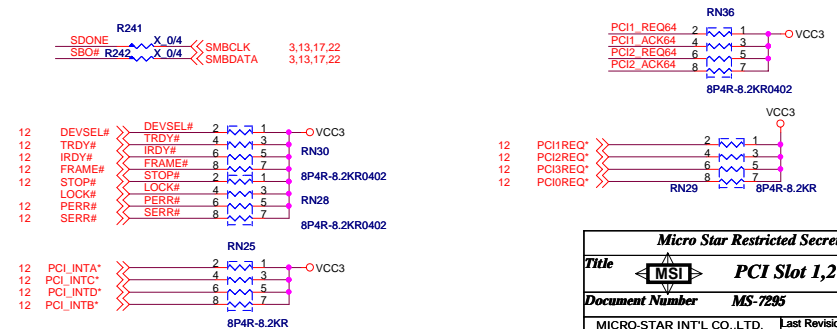 R241
SDONE X_0/4 SMBCLK 3,13,17,22
SBO# R242 X_0/4 SMBDATA 3,13,17,22
RN36
PCI1_REQ64 2 1 VCC3
PCI1_ACK64 4 3
PCI2_REQ64 6 5
PCI2_ACK64 8 7
8P4R-8.2KR0402
12 DEVSEL# DEVSEL# 2 1 VCC3
12 TRDY# TRDY# 4 3
12 IRDY# IRDY# 6 5 RN30
12 FRAME# FRAME# 8 7
12 STOP# STOP# 2 1 8P4R-8.2KR0402
LOCK# LOCK# 4 3
12 PERR# PERR# 6 5 RN28
12 SERR# SERR# 8 7
8P4R-8.2KR0402
VCC3
12 PCI1REQ* 2 1
12 PCI2REQ* 4 3
12 PCI3REQ* 6 5
12 PCI0REQ* 8 7
RN29 8P4R-8.2KR
RN25
12 PCI_INTA* 2 1 VCC3
12 PCI_INTC* 4 3
12 PCI_INTD* 6 5
12 PCI_INTB* 8 7
8P4R-8.2KR
Micro Star Restricted Secre
Title MSI PCI Slot 1,2
Document Number MS-7295
MICRO-STAR INT'L CO.,LTD. Last Revisio